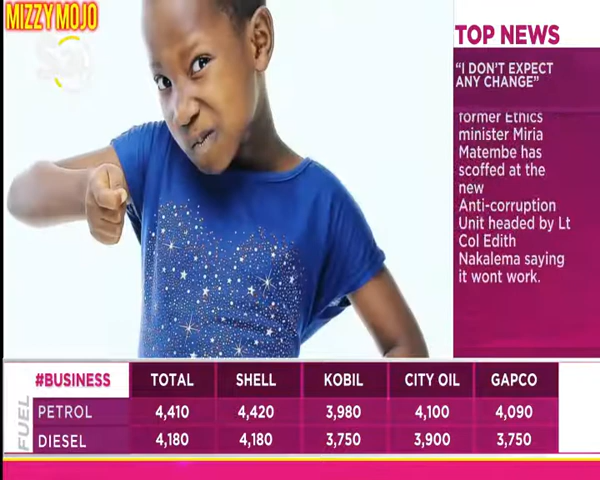 MIZZY MOJO
TOP NEWS
"I DON'T EXPECT
ANY CHANGE"
former Ethics
minister Miria
Matembe has
scoffed at the
new
Anti-corruption
Unit headed by Lt
Col Edith
Nakalema saying
it wont work.
#BUSINESS TOTAL SHELL KOBIL CITY OIL GAPCO
FUEL
PETROL 4,410 4,420 3,980 4,100 4,090
DIESEL 4,180 4,180 3,750 3,900 3,750